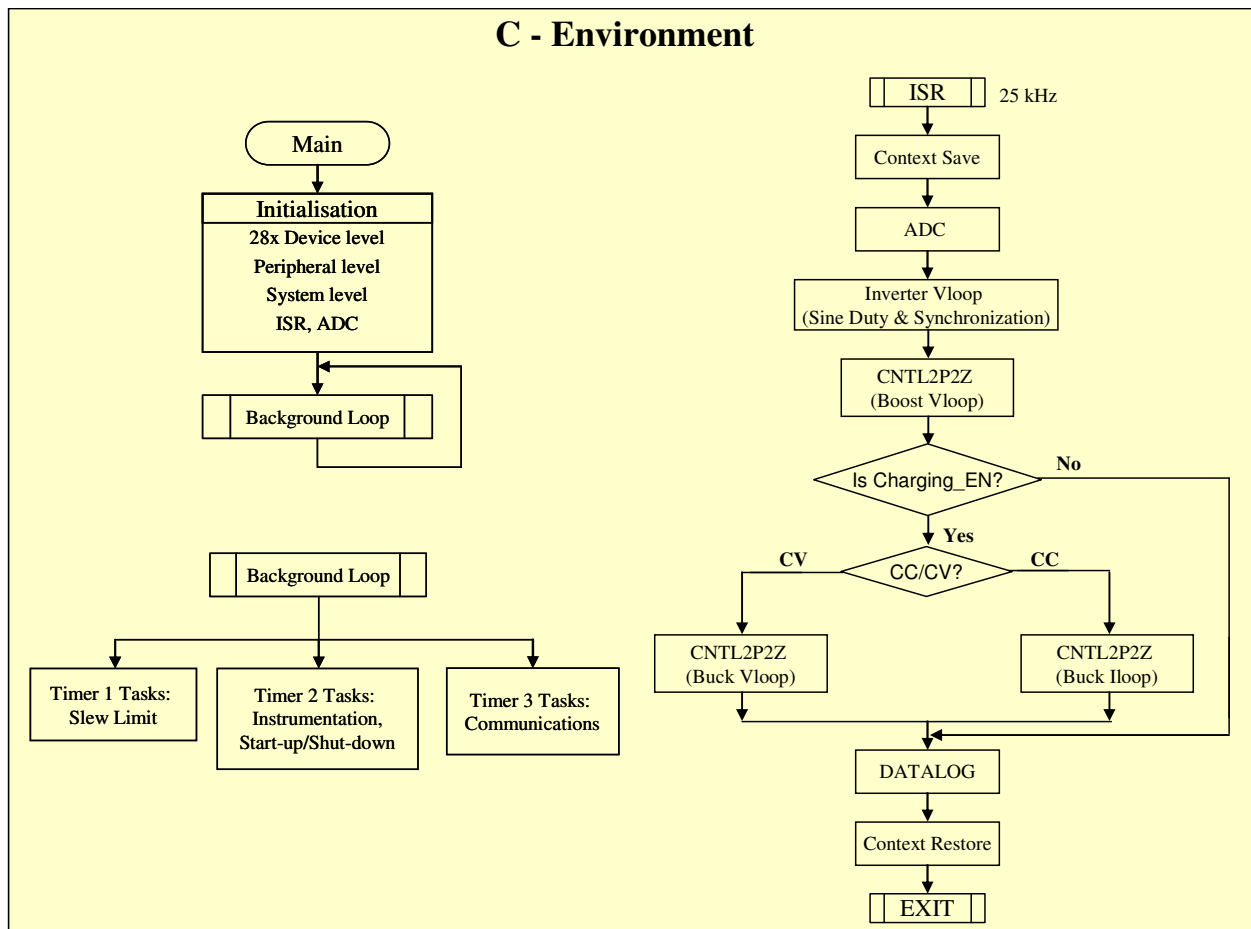 C - Environment
Main
Initialisation
28x Device level
Peripheral level
System level
ISR, ADC
Background Loop
Background Loop
Timer 1 Tasks:
Slew Limit
Timer 2 Tasks:
Instrumentation,
Start-up/Shut-down
Timer 3 Tasks:
Communications
ISR
25 kHz
Context Save
ADC
Inverter Vloop
(Sine Duty & Synchronization)
CNTL2P2Z
(Boost Vloop)
Is Charging_EN?
No
Yes
CV
CC/CV?
CC
CNTL2P2Z
(Buck Vloop)
CNTL2P2Z
(Buck Iloop)
DATALOG
Context Restore
EXIT